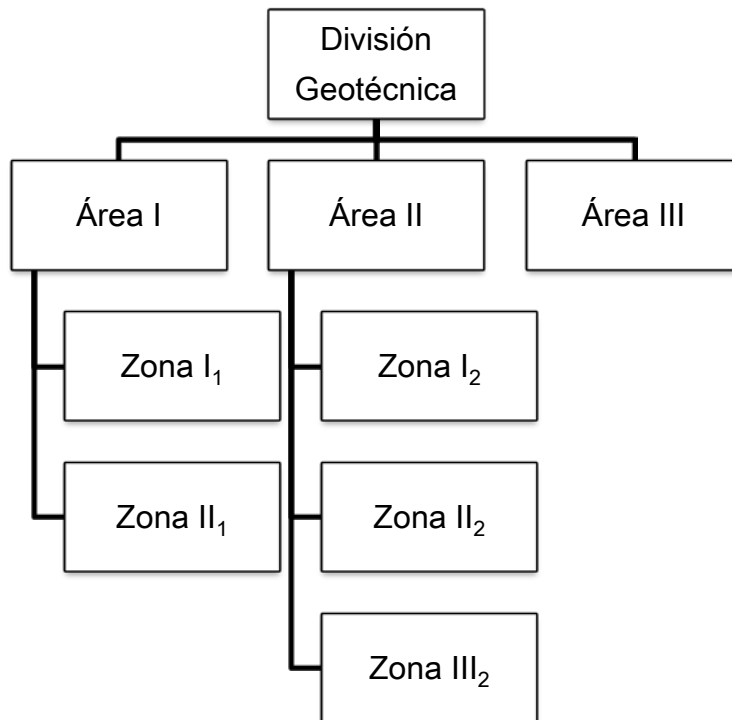 División
Geotécnica
Área I
Área II
Área III
Zona I₁
Zona I₂
Zona II₁
Zona II₂
Zona III₂